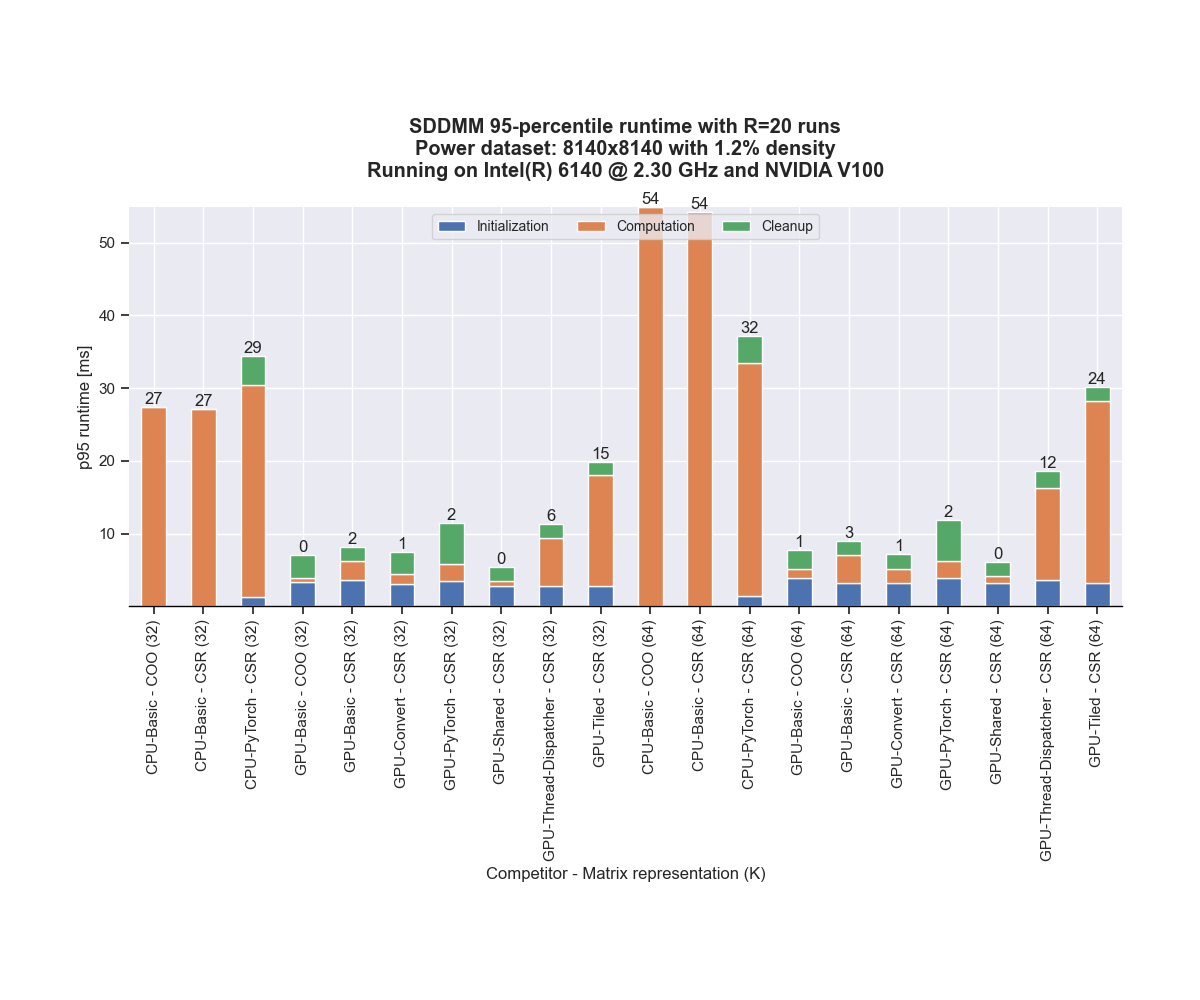 SDDMM 95-percentile runtime with R=20 runs
Power dataset: 8140x8140 with 1.2% density
Running on Intel(R) 6140 @ 2.30 GHz and NVIDIA V100
Initialization
Computation
Cleanup
p95 runtime [ms]
50
40
30
20
10
27
27
29
0
2
1
2
0
6
15
54
54
32
1
3
1
2
0
12
24
CPU-Basic - COO (32)
CPU-Basic - CSR (32)
CPU-PyTorch - CSR (32)
GPU-Basic - COO (32)
GPU-Basic - CSR (32)
GPU-Convert - CSR (32)
GPU-PyTorch - CSR (32)
GPU-Shared - CSR (32)
GPU-Thread-Dispatcher - CSR (32)
GPU-Tiled - CSR (32)
CPU-Basic - COO (64)
CPU-Basic - CSR (64)
CPU-PyTorch - CSR (64)
GPU-Basic - COO (64)
GPU-Basic - CSR (64)
GPU-Convert - CSR (64)
GPU-PyTorch - CSR (64)
GPU-Shared - CSR (64)
GPU-Thread-Dispatcher - CSR (64)
GPU-Tiled - CSR (64)
Competitor - Matrix representation (K)